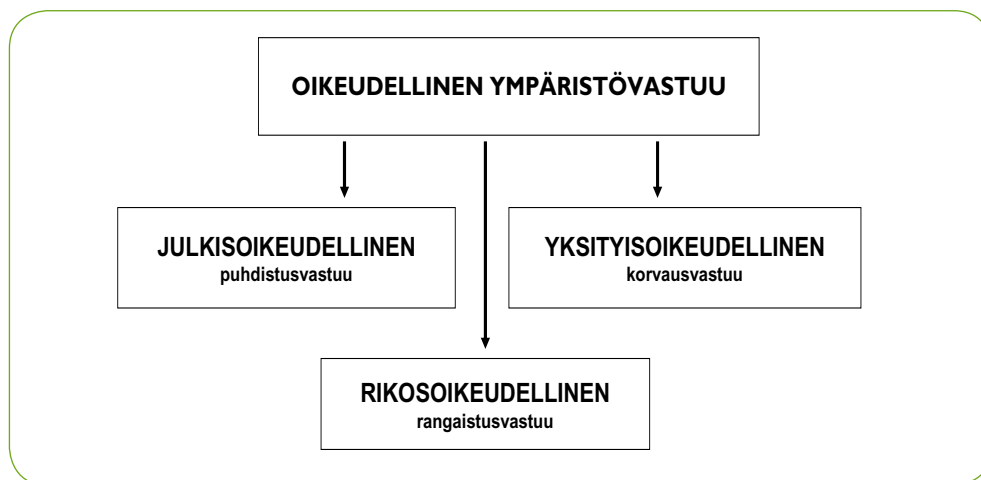 OIKEUDELLINEN YMPÄRISTÖVASTUU
JULKISOIKEUDELLINEN
puhdistusvastuu
YKSITYISOIKEUDELLINEN
korvausvastuu
RIKOSOIKEUDELLINEN
rangaistusvastuu